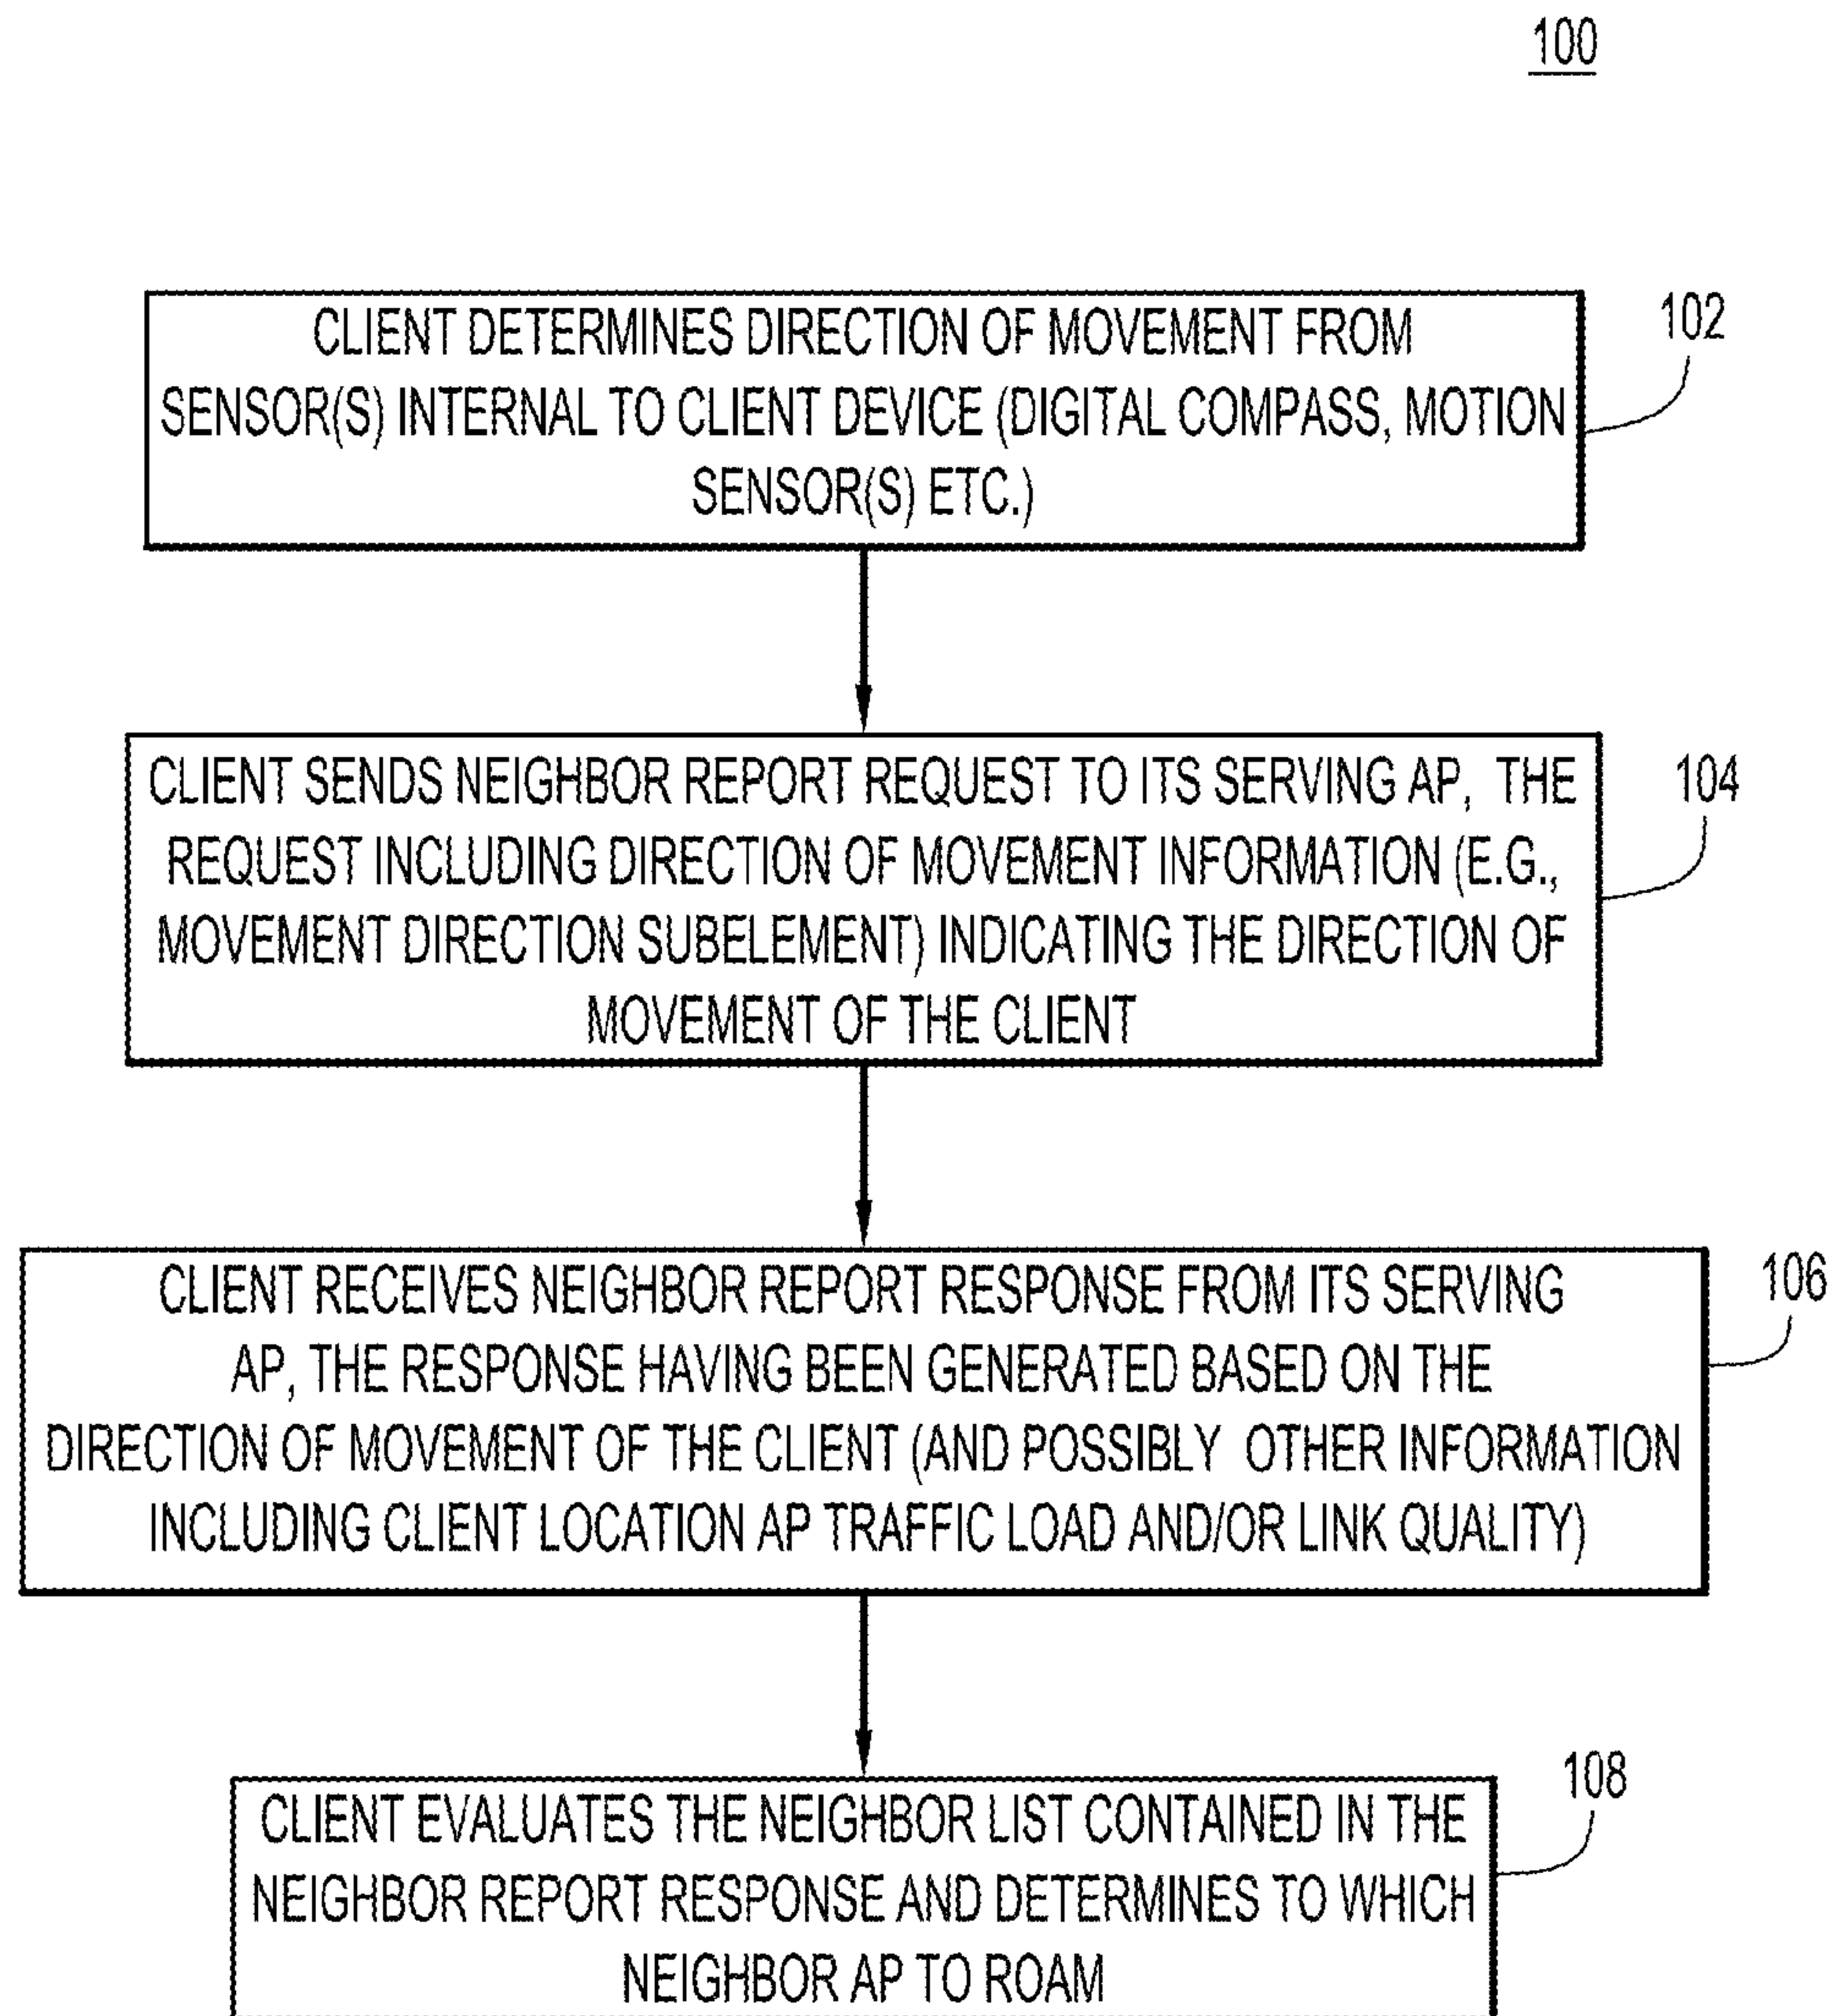 100
CLIENT DETERMINES DIRECTION OF MOVEMENT FROM
SENSOR(S) INTERNAL TO CLIENT DEVICE (DIGITAL COMPASS, MOTION
SENSOR(S) ETC.)
102
CLIENT SENDS NEIGHBOR REPORT REQUEST TO ITS SERVING AP, THE
REQUEST INCLUDING DIRECTION OF MOVEMENT INFORMATION (E.G.,
MOVEMENT DIRECTION SUBELEMENT) INDICATING THE DIRECTION OF
MOVEMENT OF THE CLIENT
104
CLIENT RECEIVES NEIGHBOR REPORT RESPONSE FROM ITS SERVING
AP, THE RESPONSE HAVING BEEN GENERATED BASED ON THE
DIRECTION OF MOVEMENT OF THE CLIENT (AND POSSIBLY OTHER INFORMATION
INCLUDING CLIENT LOCATION AP TRAFFIC LOAD AND/OR LINK QUALITY)
106
CLIENT EVALUATES THE NEIGHBOR LIST CONTAINED IN THE
NEIGHBOR REPORT RESPONSE AND DETERMINES TO WHICH
NEIGHBOR AP TO ROAM
108